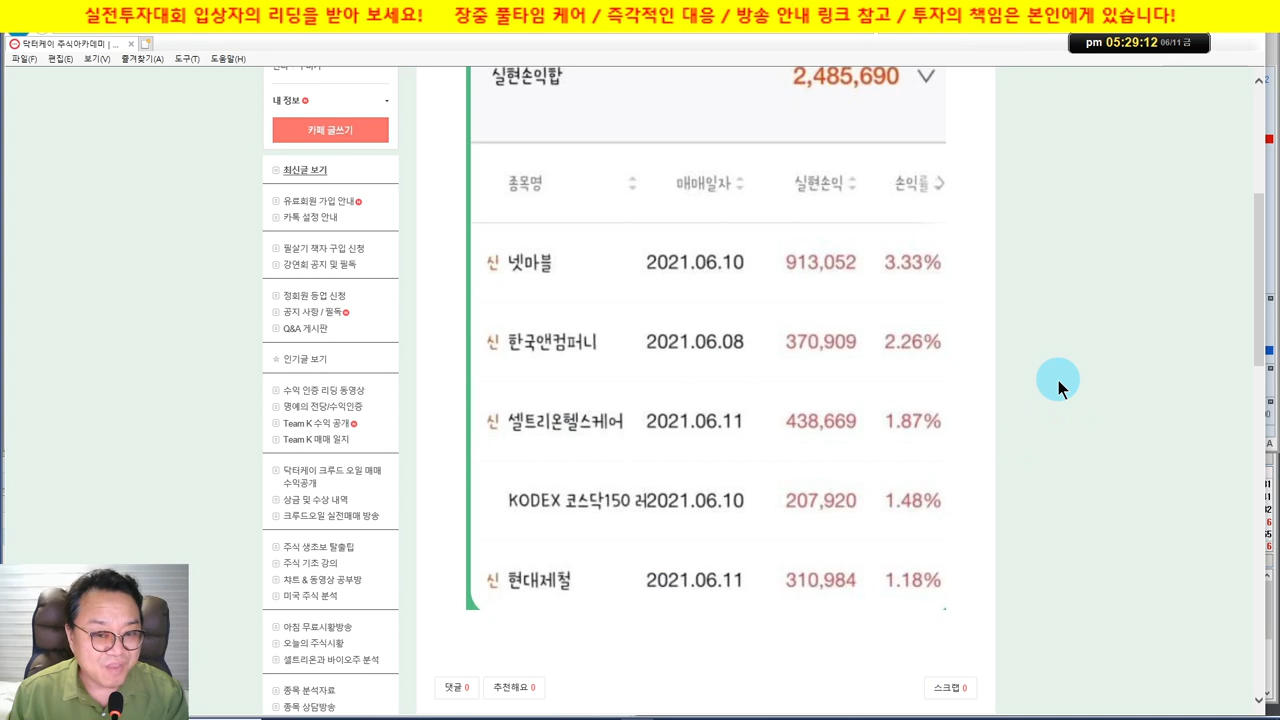 실전투자대회 입상자의 리딩을 받아 보세요! 장중 풀타임 케어 / 즉각적인 대응 / 방송 안내 링크 참고 / 투자의 책임은 본인에게 있습니다!
닥터케이 주식아카데미 | ...
pm 05:29:12 06/11 금
파일(F) 편집(E) 보기(V) 즐겨찾기(A) 도구(T) 도움말(H)
내 정보
카페 글쓰기
최신글 보기
유료회원 가입 안내
카톡 설정 안내
필살기 책자 구입 신청
강연회 공지 및 필독
정회원 등업 신청
공지 사항 / 필독
Q&A 게시판
인기글 보기
수익 인증 리딩 동영상
명예의 전당/수익인증
Team K 수익 공개
Team K 매매 일지
닥터케이 크루드 오일 매매
수익공개
상금 및 수상 내역
크루드오일 실전매매 방송
주식 생초보 탈출팁
주식 기초 강의
챠트 & 동영상 공부방
미국 주식 분석
아침 무료시황방송
오늘의 주식시황
셀트리온과 바이오주 분석
종목 분석자료
종목 상담방송
실현손익합 2,485,690
종목명 매매일자 실현손익 손익률
신 넷마블 2021.06.10 913,052 3.33%
신 한국앤컴퍼니 2021.06.08 370,909 2.26%
신 셀트리온헬스케어 2021.06.11 438,669 1.87%
KODEX 코스닥150 레 2021.06.10 207,920 1.48%
신 현대제철 2021.06.11 310,984 1.18%
댓글 0 추천해요 0 스크랩 0